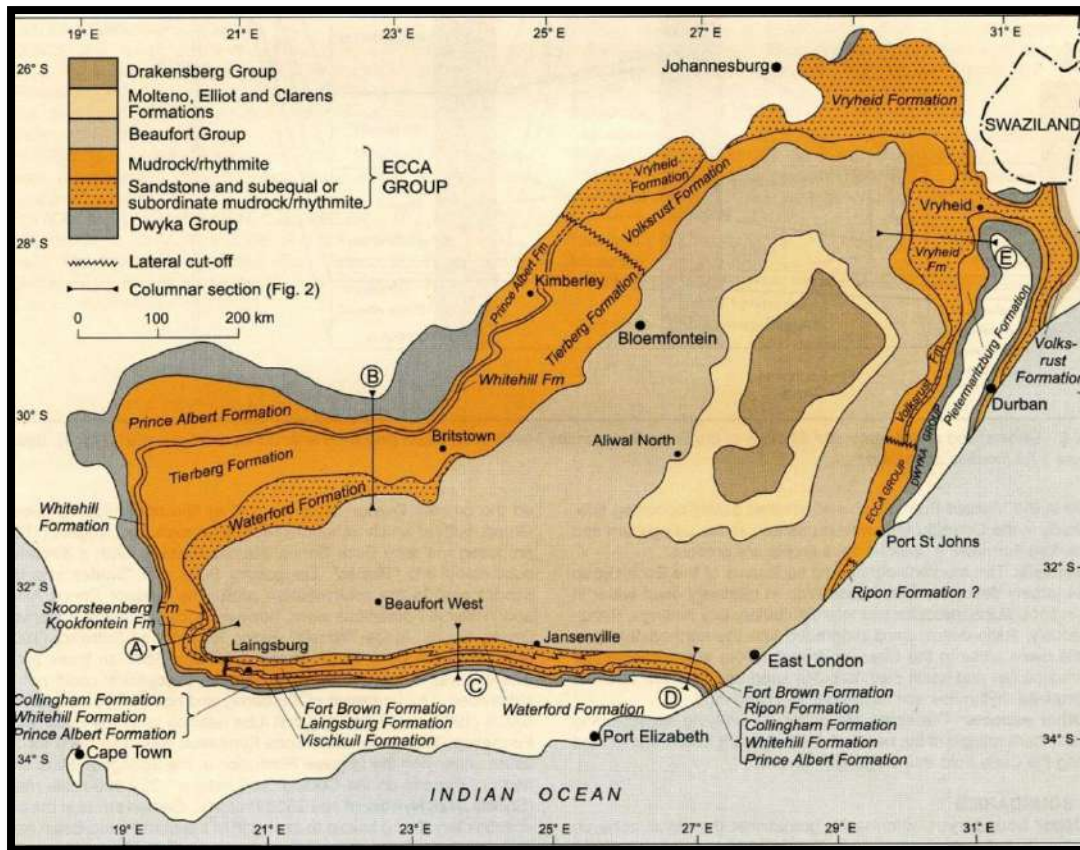 19° E
21° E
23° E
25° E
27° E
29° E
31° E
26° S
28° S
30° S
32° S
34° S
Drakensberg Group
Molteno, Elliot and Clarens
Formations
Beaufort Group
Mudrock/rhythmite
Sandstone and subequal or
subordinate mudrock/rhythmite
ECCA
GROUP
Dwyka Group
Lateral cut-off
Columnar section (Fig. 2)
0 100 200 km
Johannesburg
Vryheid Formation
SWAZILAND
Vryheid
Formation
Volksrust Formation
Vryheid
Vryheid
Fm
E
Prince Albert Fm
Kimberley
Tierberg Formation
Bloemfontein
Pietermaritzburg Formation
Volks-
rust
Formation
Whitehill Fm
B
Volksrust Fm
Durban
Prince Albert Formation
Britstown
Aliwal North
DWYKA GROUP
Tierberg Formation
ECCA GROUP
Waterford Formation
Whitehill
Formation
Port St Johns
32° S
Ripon Formation ?
Skoorsteenberg Fm
Kookfontein Fm
Beaufort West
A
Laingsburg
Jansenville
East London
C
D
Collingham Formation
Whitehill Formation
Prince Albert Formation
Fort Brown Formation
Laingsburg Formation
Vischkuil Formation
Waterford Formation
Fort Brown Formation
Ripon Formation
Collingham Formation
Whitehill Formation
Prince Albert Formation
Cape Town
Port Elizabeth
34° S
INDIAN OCEAN
19° E
21° E
23° E
25° E
27° E
29° E
31° E